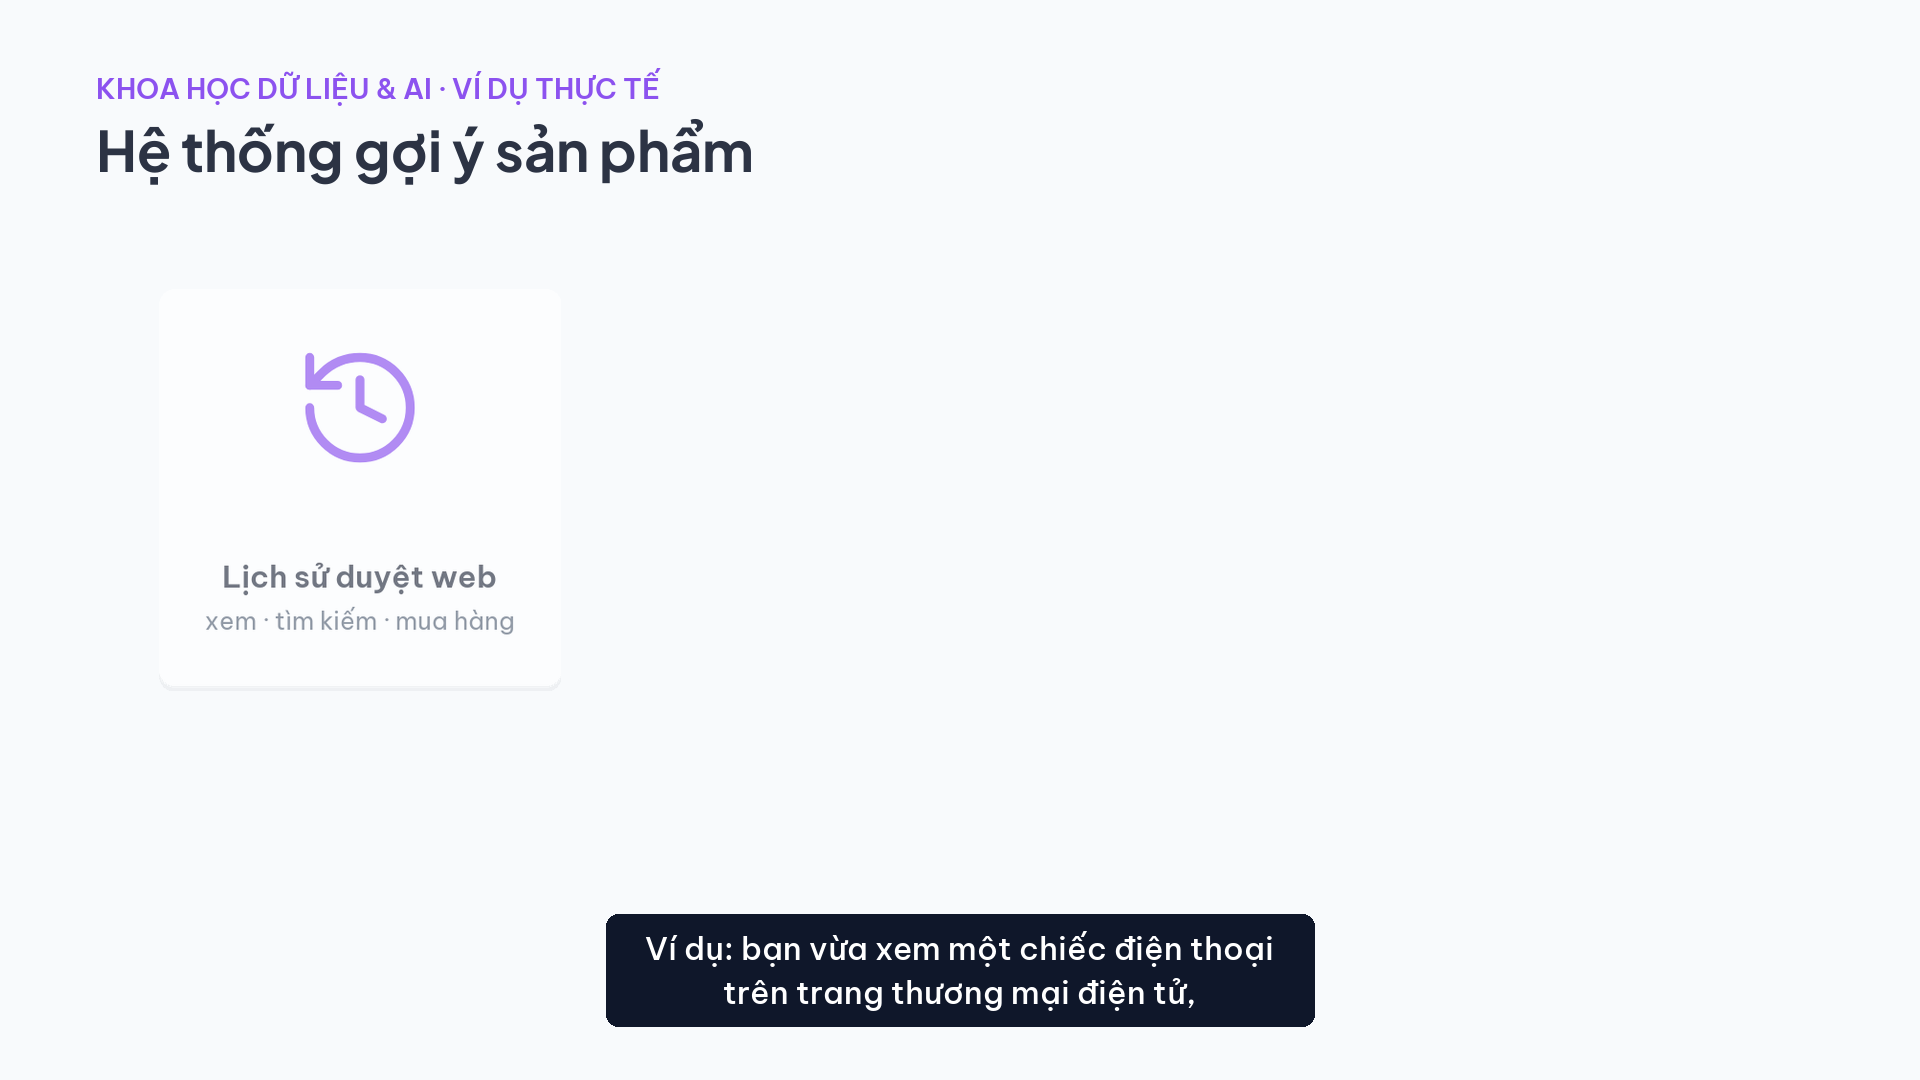 KHOA HỌC DỮ LIỆU & AI · VÍ DỤ THỰC TẾ
Hệ thống gợi ý sản phẩm
Lịch sử duyệt web
xem · tìm kiếm · mua hàng
Ví dụ: bạn vừa xem một chiếc điện thoại
trên trang thương mại điện tử,